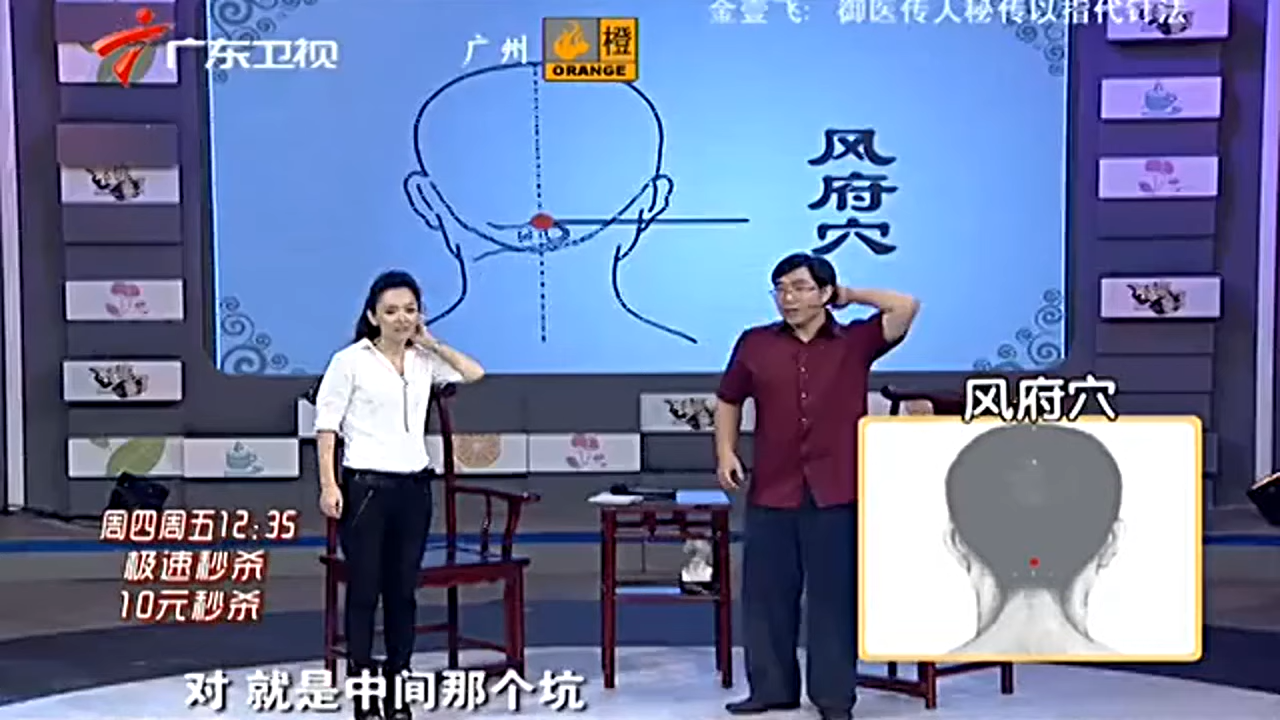 金壹飞：御医传人秘传以指代针法
广东卫视
广州
橙
ORANGE
风府穴
风府穴
周四周五12:35
极速秒杀
10元秒杀
对 就是中间那个坑